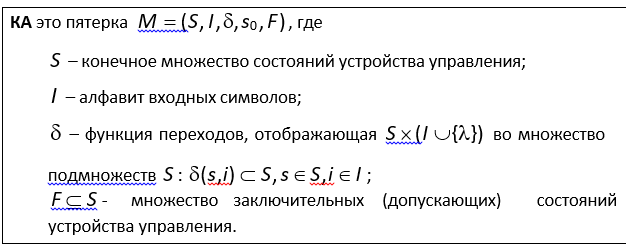 КА это пятерка M = (S, I, δ, s₀, F), где
S – конечное множество состояний устройства управления;
I – алфавит входных символов;
δ – функция переходов, отображающая S × (I ∪ {λ}) во множество
подмножеств S : δ(s,i) ⊂ S, s ∈ S, i ∈ I ;
F ⊆ S - множество заключительных (допускающих) состояний
устройства управления.